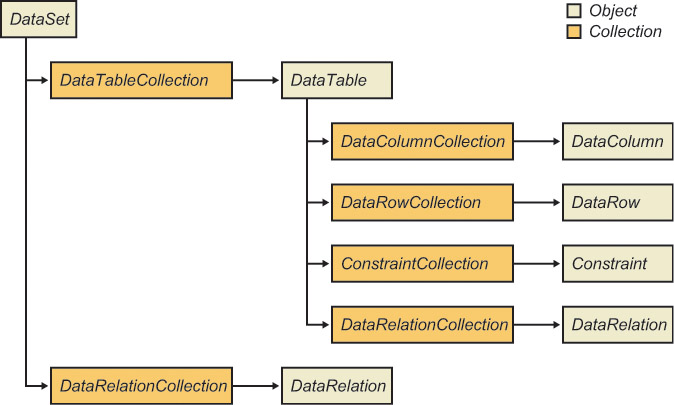 DataSet
Object
Collection
DataTableCollection
DataTable
DataColumnCollection
DataColumn
DataRowCollection
DataRow
ConstraintCollection
Constraint
DataRelationCollection
DataRelation
DataRelationCollection
DataRelation